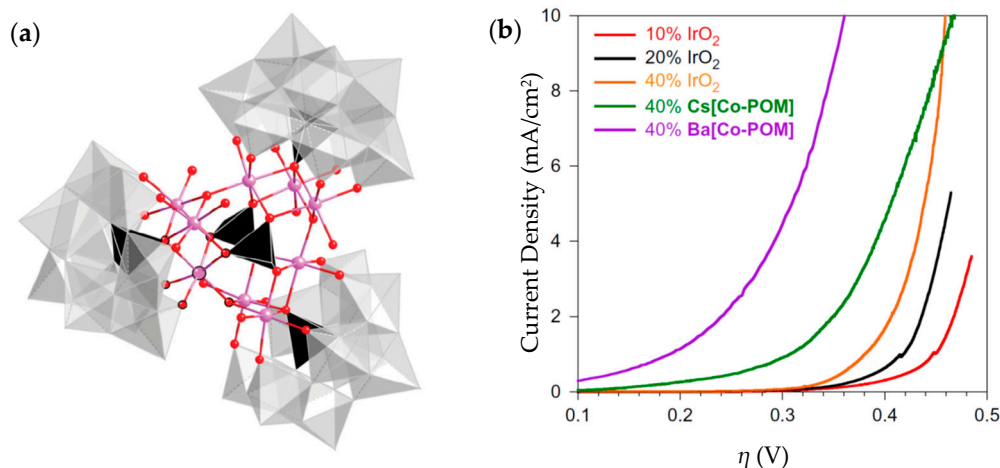 (a)
(b)
10% IrO₂
20% IrO₂
40% IrO₂
40% Cs[Co-POM]
40% Ba[Co-POM]
Current Density (mA/cm²)
10
8
6
4
2
0
0.1 0.2 0.3 0.4 0.5
η (V)